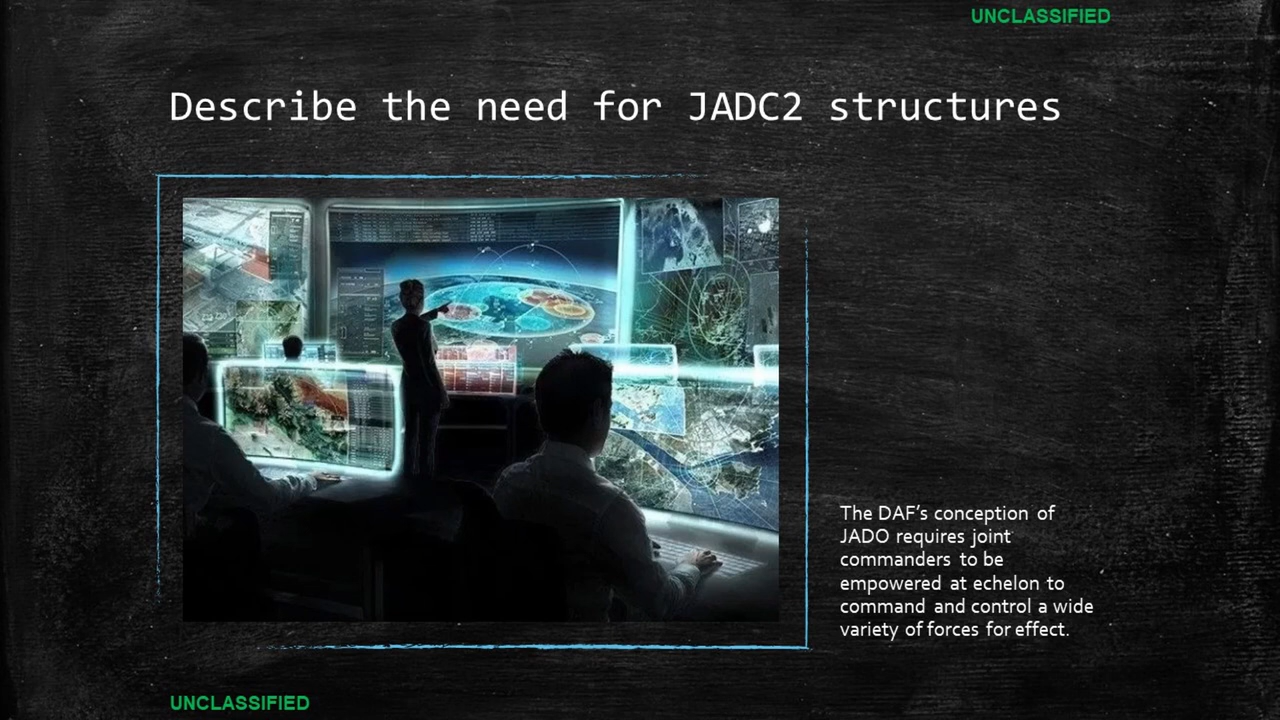 UNCLASSIFIED
Describe the need for JADC2 structures
The DAF’s conception of
JADO requires joint
commanders to be
empowered at echelon to
command and control a wide
variety of forces for effect.
UNCLASSIFIED